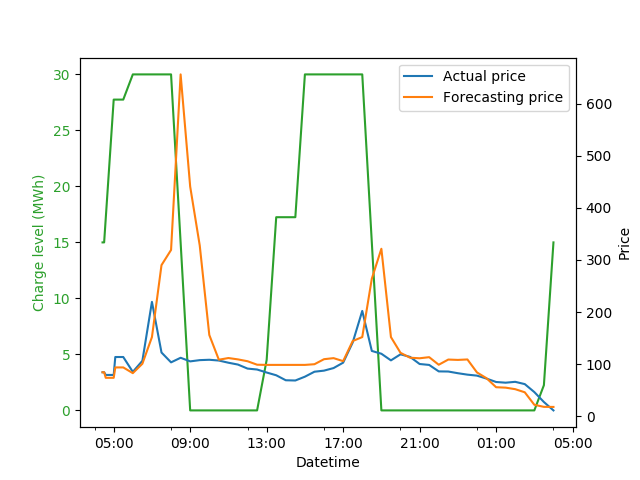 Actual price
Forecasting price
30
25
20
15
10
5
0
Charge level (MWh)
600
500
400
300
200
100
0
Price
05:00 09:00 13:00 17:00 21:00 01:00 05:00
Datetime